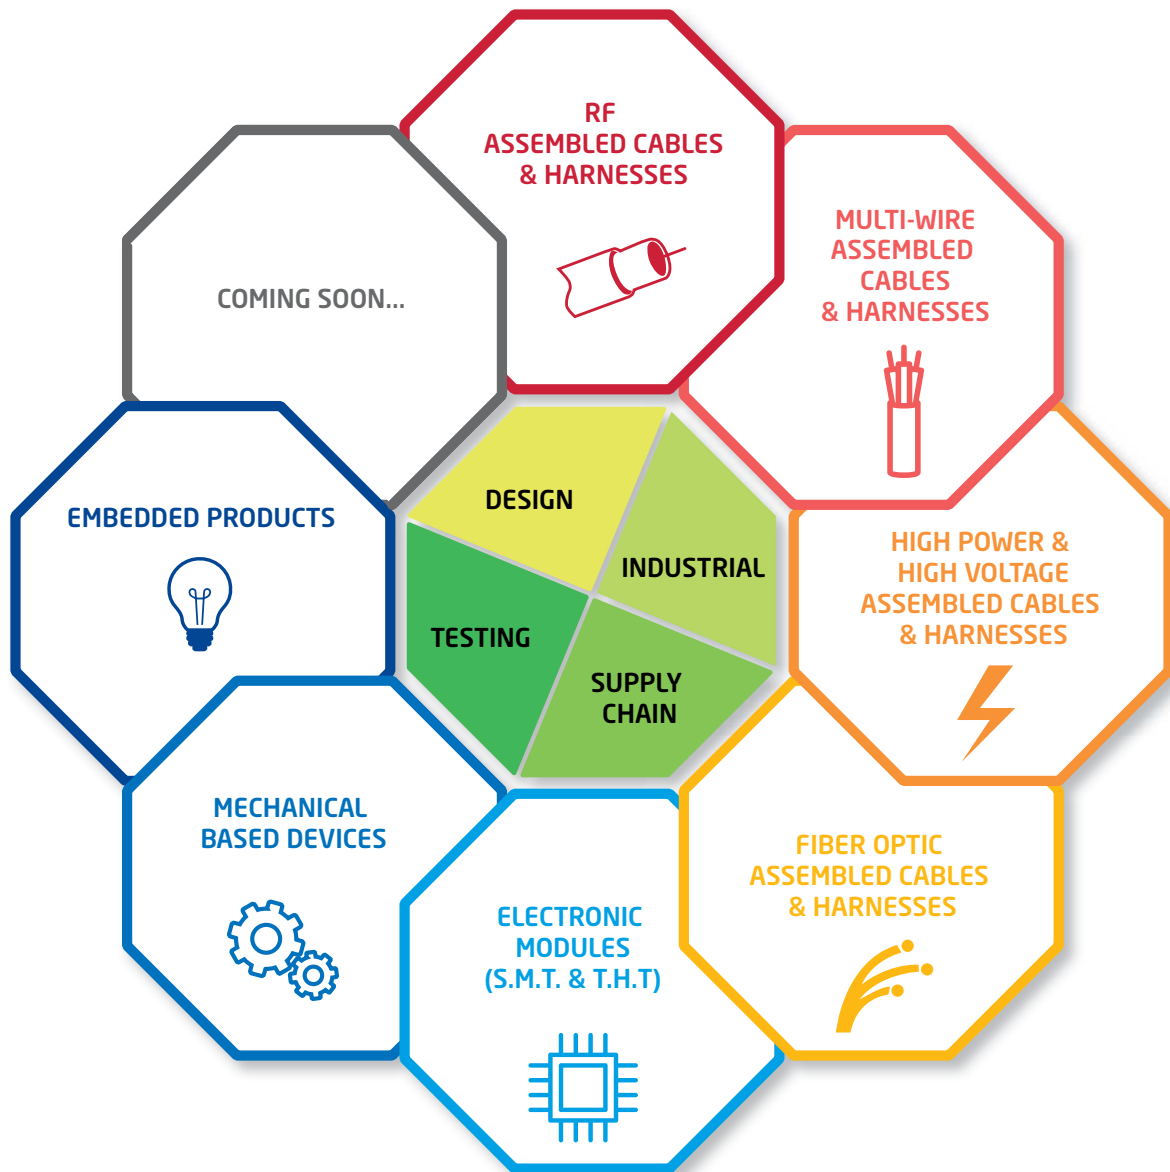 RF
ASSEMBLED CABLES
& HARNESSES
MULTI-WIRE
ASSEMBLED
CABLES
& HARNESSES
HIGH POWER &
HIGH VOLTAGE
ASSEMBLED CABLES
& HARNESSES
FIBER OPTIC
ASSEMBLED CABLES
& HARNESSES
ELECTRONIC
MODULES
(S.M.T. & T.H.T)
MECHANICAL
BASED DEVICES
EMBEDDED PRODUCTS
COMING SOON...
DESIGN
INDUSTRIAL
SUPPLY
CHAIN
TESTING